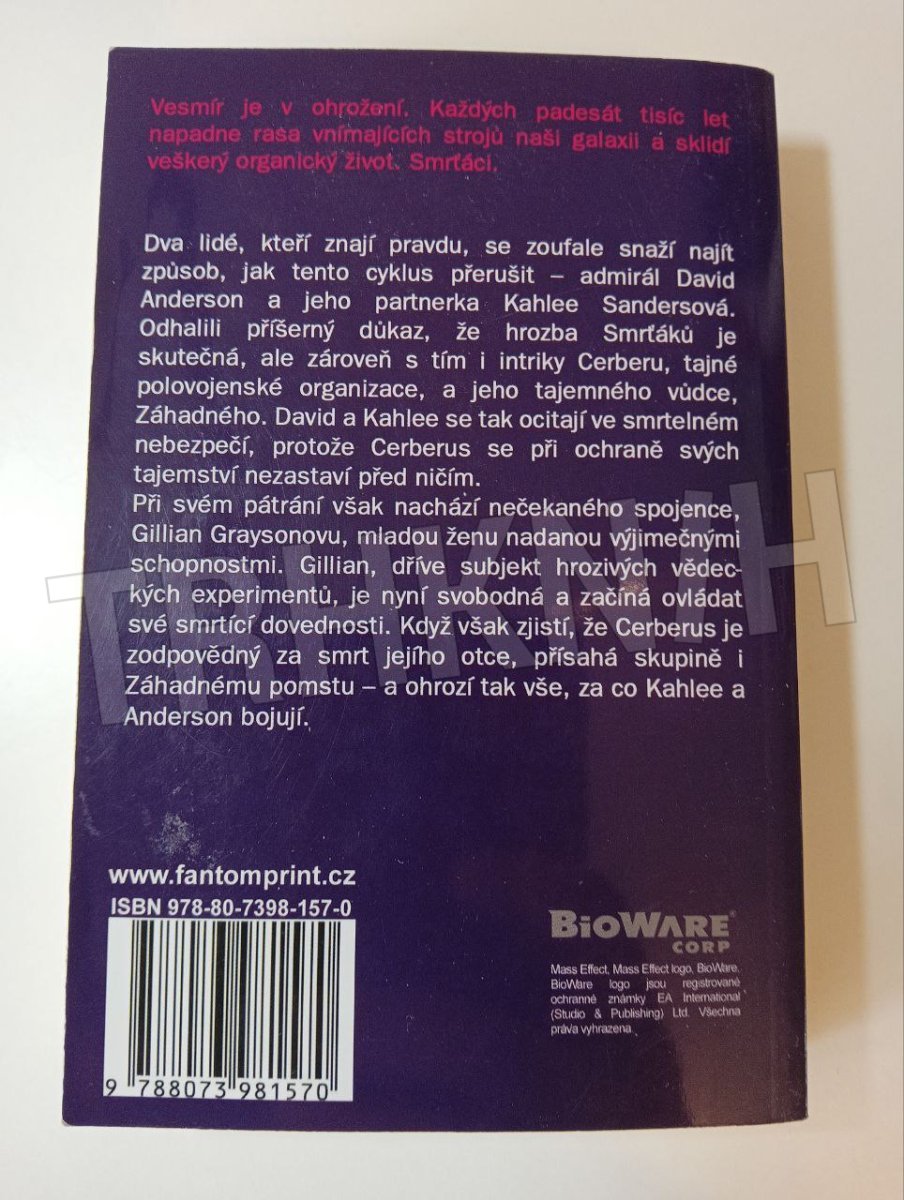 Vesmír je v ohrožení. Každých padesát tisíc let
napadne rasa vnímajících strojů naši galaxii a sklidí
veškerý organický život. Smrťáci.
Dva lidé, kteří znají pravdu, se zoufale snaží najít
způsob, jak tento cyklus přerušit – admirál David
Anderson a jeho partnerka Kahlee Sandersová.
Odhalili příšerný důkaz, že hrozba Smrťáků je
skutečná, ale zároveň s tím i intriky Cerberu, tajné
polovojenské organizace, a jeho tajemného vůdce,
Záhadného. David a Kahlee se tak ocitají ve smrtelném
nebezpečí, protože Cerberus se při ochraně svých
tajemství nezastaví před ničím.
Při svém pátrání však nachází nečekaného spojence,
Gillian Graysonovu, mladou ženu nadanou výjimečnými
schopnostmi. Gillian, dříve subjekt hrozivých vědec-
kých experimentů, je nyní svobodná a začíná ovládat
své smrtící dovednosti. Když však zjistí, že Cerberus je
zodpovědný za smrt jejího otce, přísahá skupině i
Záhadnému pomstu – a ohrozí tak vše, za co Kahlee a
Anderson bojují.
TRHKNIH
www.fantomprint.cz
ISBN 978-80-7398-157-0
9 788073 981570
BIOWARE®
CORP
Mass Effect, Mass Effect logo, BioWare,
BioWare logo jsou registrované
ochranné známky EA International
(Studio & Publishing) Ltd. Všechna
práva vyhrazena